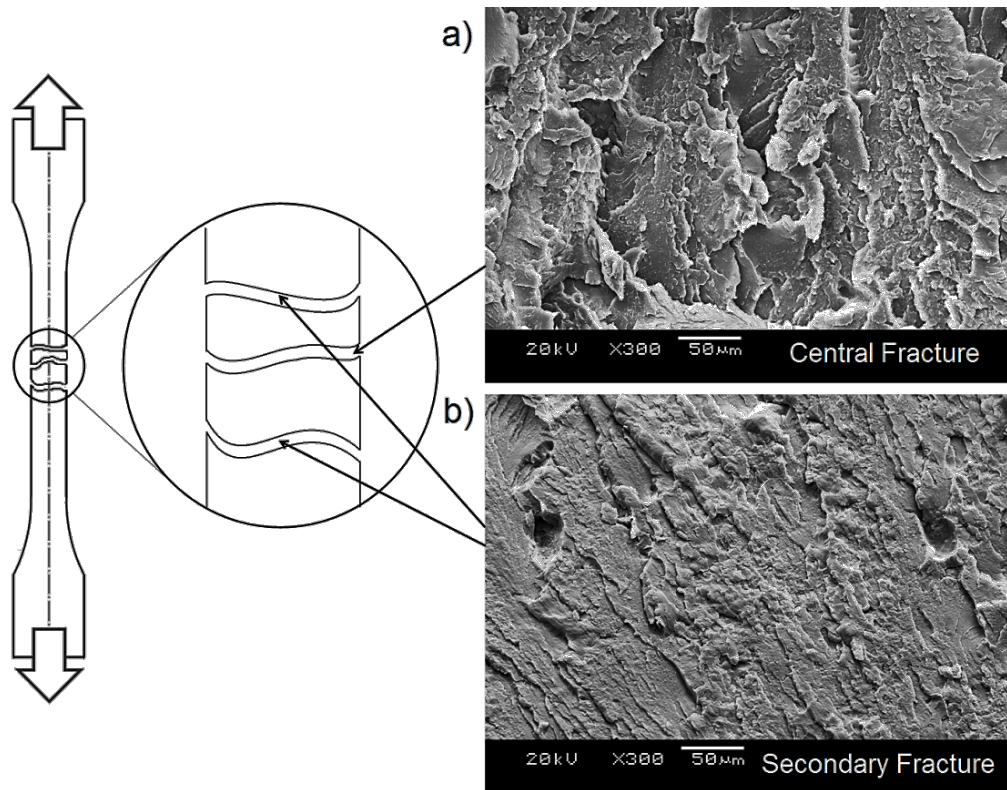 a)
20kV X300 50μm Central Fracture
b)
20kV X300 50μm Secondary Fracture